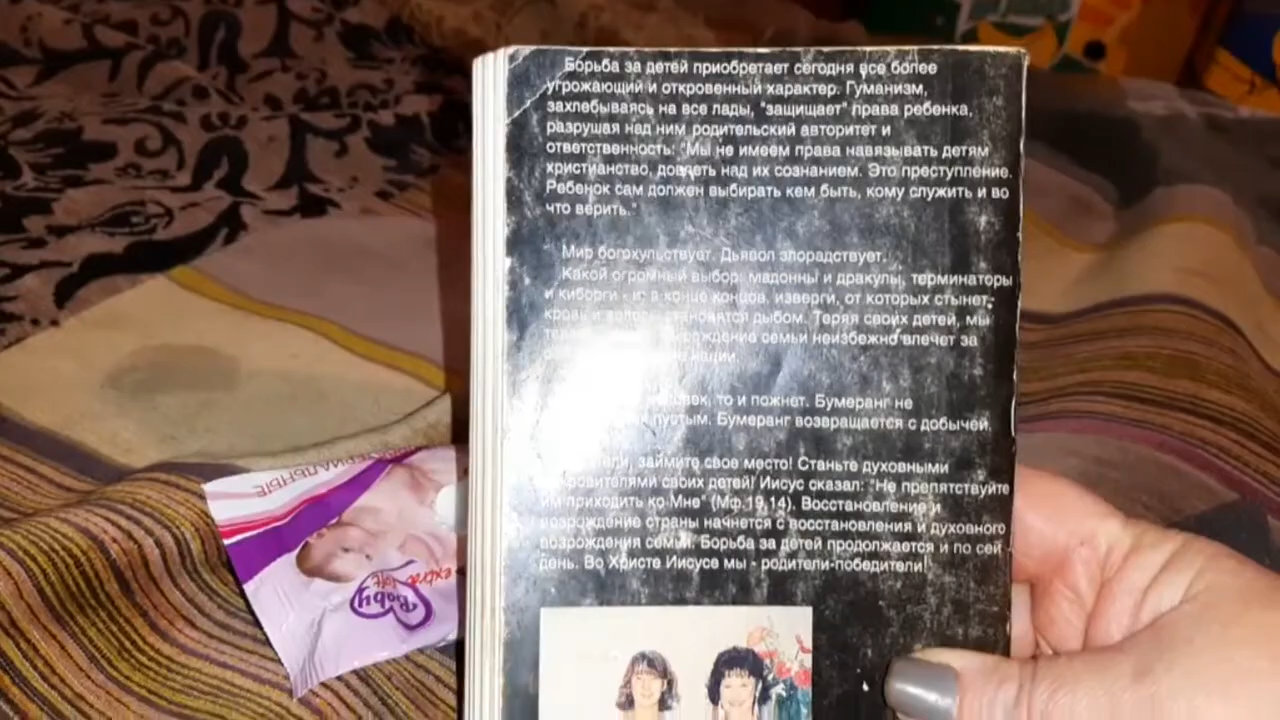 Борьба за детей приобретает сегодня все более
угрожающий и откровенный характер. Гуманизм,
захлебываясь на все лады, "защищает" права ребенка,
разрушая над ним родительский авторитет и
ответственность: "Мы не имеем права навязывать детям
христианство, довлеть над их сознанием. Это преступление.
Ребенок сам должен выбирать кем быть, кому служить и во
что верить."
Мир богохульствует. Дьявол злорадствует.
Какой огромный выбор: мадонны и дракулы, терминаторы
и киборги - и, в конце концов, изверги, от которых стынет
кровь и волосы становятся дыбом. Теряя своих детей, мы
семьи неизбежно влечет за
нации.
человек, то и пожнет. Бумеранг не
пустым. Бумеранг возвращается с добычей.
займите свое место! Станьте духовными
покровителями своих детей! Иисус сказал: "Не препятствуйте
им приходить ко Мне" (Мф.19,14). Восстановление и
возрождение страны начнется с восстановления и духовного
возрождения семьи. Борьба за детей продолжается и по сей
день. Во Христе Иисусе мы - родители-победители!
extra soft
Baby